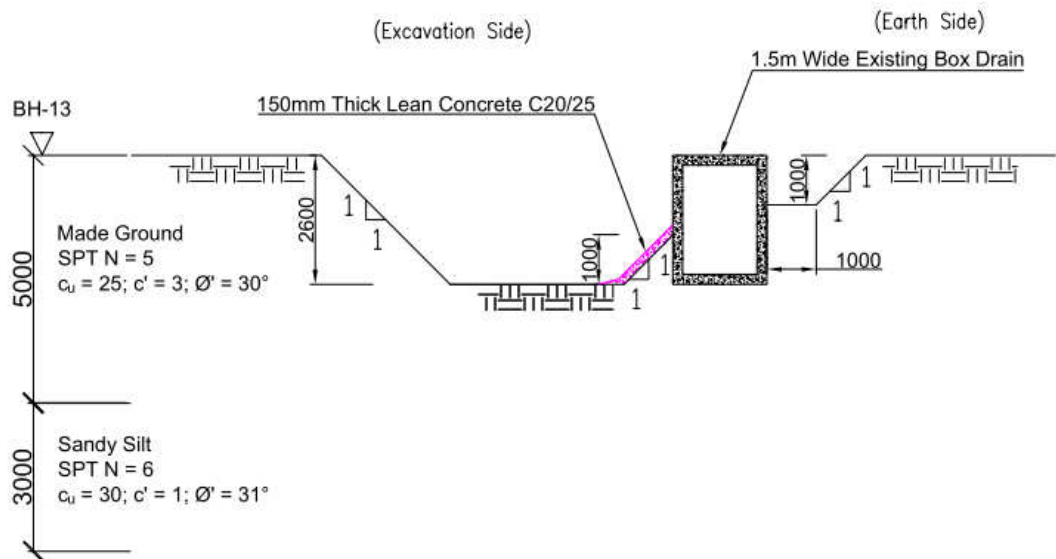 (Excavation Side)
(Earth Side)
1.5m Wide Existing Box Drain
150mm Thick Lean Concrete C20/25
BH-13
1
1
2600
1000
1
1
1000
1
1
1000
5000
Made Ground
SPT N = 5
cᵤ = 25; c' = 3; Ø' = 30°
3000
Sandy Silt
SPT N = 6
cᵤ = 30; c' = 1; Ø' = 31°